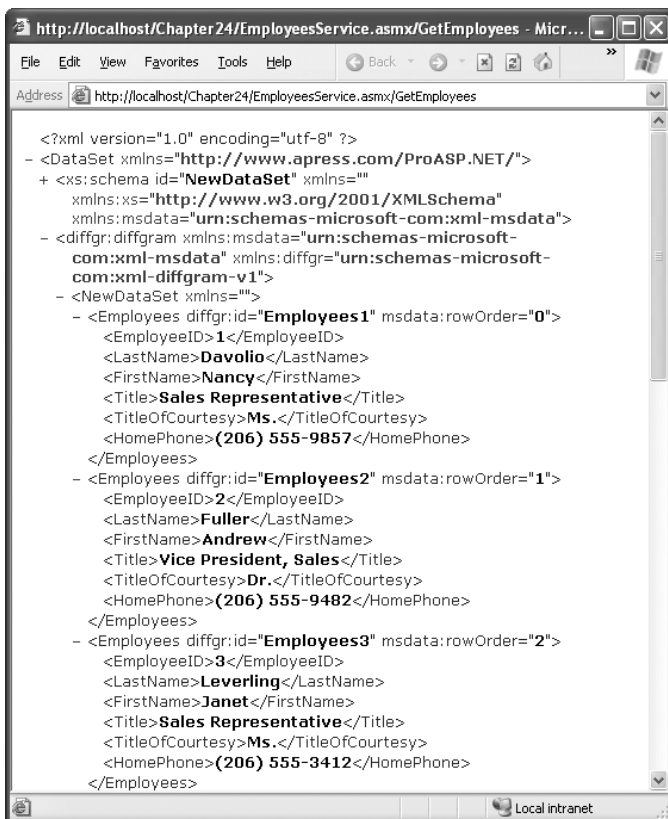 http://localhost/Chapter24/EmployeesService.asmx/GetEmployees - Micr...
File Edit View Favorites Tools Help Back »
Address http://localhost/Chapter24/EmployeesService.asmx/GetEmployees
<?xml version="1.0" encoding="utf-8" ?>
- <DataSet xmlns="http://www.apress.com/ProASP.NET/">
+ <xs:schema id="NewDataSet" xmlns=""
xmlns:xs="http://www.w3.org/2001/XMLSchema"
xmlns:msdata="urn:schemas-microsoft-com:xml-msdata">
- <diffgr:diffgram xmlns:msdata="urn:schemas-microsoft-
com:xml-msdata" xmlns:diffgr="urn:schemas-microsoft-
com:xml-diffgram-v1">
- <NewDataSet xmlns="">
- <Employees diffgr:id="Employees1" msdata:rowOrder="0">
<EmployeeID>1</EmployeeID>
<LastName>Davolio</LastName>
<FirstName>Nancy</FirstName>
<Title>Sales Representative</Title>
<TitleOfCourtesy>Ms.</TitleOfCourtesy>
<HomePhone>(206) 555-9857</HomePhone>
</Employees>
- <Employees diffgr:id="Employees2" msdata:rowOrder="1">
<EmployeeID>2</EmployeeID>
<LastName>Fuller</LastName>
<FirstName>Andrew</FirstName>
<Title>Vice President, Sales</Title>
<TitleOfCourtesy>Dr.</TitleOfCourtesy>
<HomePhone>(206) 555-9482</HomePhone>
</Employees>
- <Employees diffgr:id="Employees3" msdata:rowOrder="2">
<EmployeeID>3</EmployeeID>
<LastName>Leverling</LastName>
<FirstName>Janet</FirstName>
<Title>Sales Representative</Title>
<TitleOfCourtesy>Ms.</TitleOfCourtesy>
<HomePhone>(206) 555-3412</HomePhone>
</Employees>
Local intranet